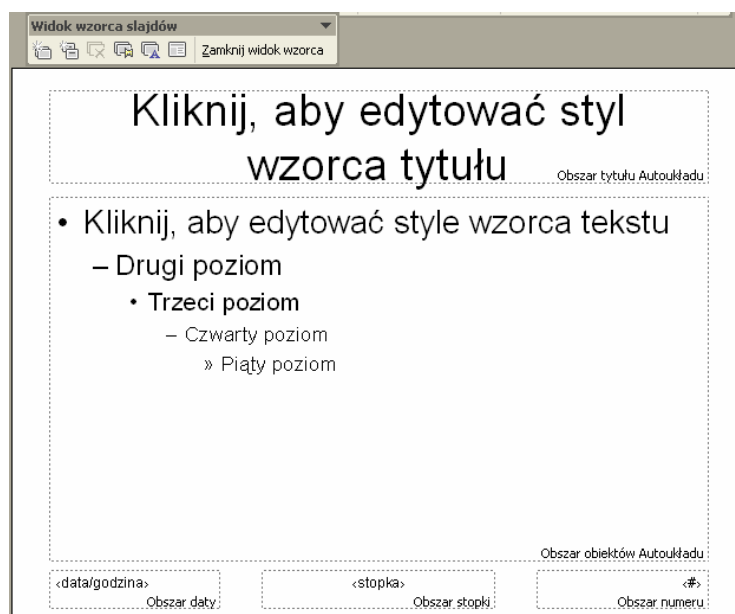 Widok wzorca slajdów
Zamknij widok wzorca
Kliknij, aby edytować styl
wzorca tytułu
Obszar tytułu Autoukładu
• Kliknij, aby edytować style wzorca tekstu
– Drugi poziom
• Trzeci poziom
– Czwarty poziom
» Piąty poziom
Obszar obiektów Autoukładu
‹data/godzina›
Obszar daty
‹stopka›
Obszar stopki
‹#›
Obszar numeru